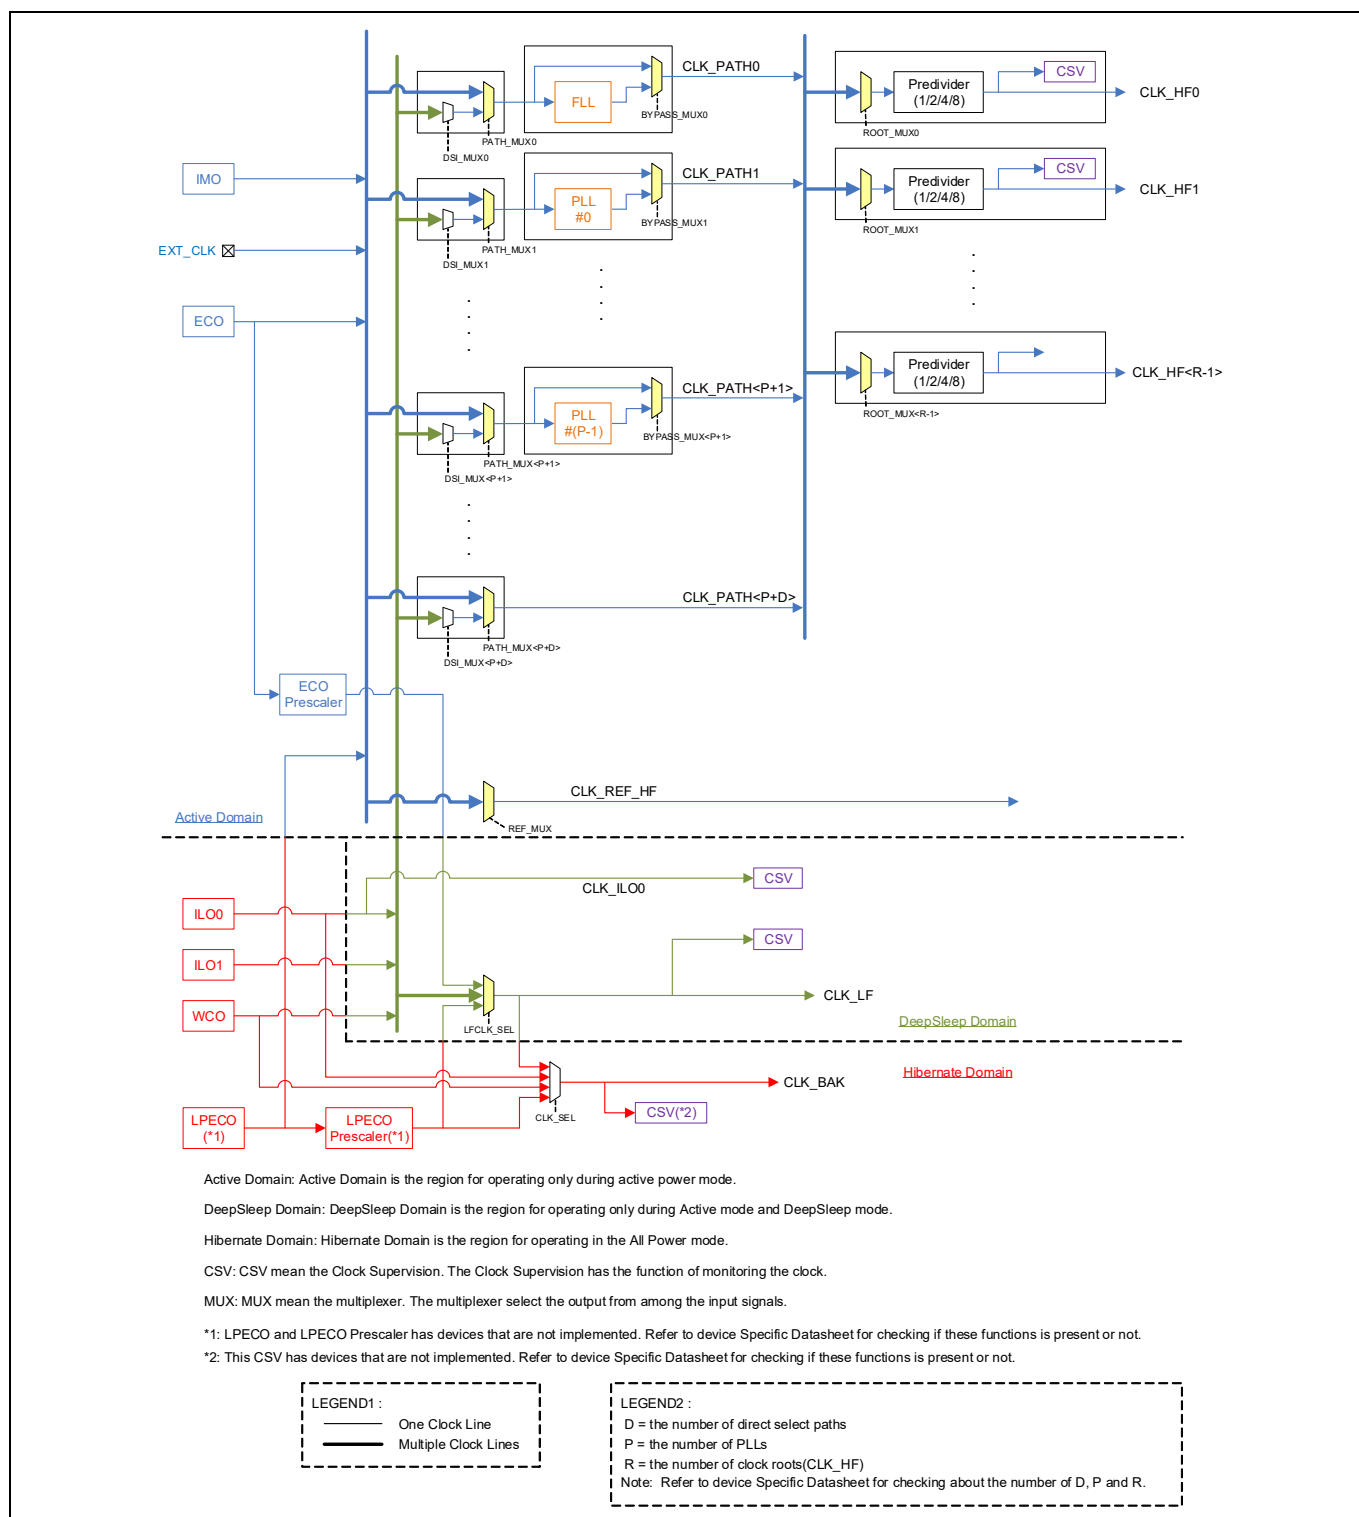 CLK_PATH0
FLL
BYPASS_MUX0
PATH_MUX0
DSI_MUX0
Predivider
(1/2/4/8)
CSV
CLK_HF0
ROOT_MUX0
IMO
CLK_PATH1
PLL
#0
BYPASS_MUX1
PATH_MUX1
DSI_MUX1
Predivider
(1/2/4/8)
CSV
CLK_HF1
ROOT_MUX1
EXT_CLK
ECO
CLK_PATH<P+1>
PLL
#(P-1)
BYPASS_MUX<P+1>
PATH_MUX<P+1>
DSI_MUX<P+1>
Predivider
(1/2/4/8)
CLK_HF<R-1>
ROOT_MUX<R-1>
CLK_PATH<P+D>
PATH_MUX<P+D>
DSI_MUX<P+D>
ECO
Prescaler
CLK_REF_HF
REF_MUX
Active Domain
CLK_ILO0
CSV
ILO0
CSV
ILO1
CLK_LF
WCO
LFCLK_SEL
DeepSleep Domain
Hibernate Domain
CLK_BAK
CLK_SEL
CSV(*2)
LPECO
(*1)
LPECO
Prescaler(*1)
Active Domain: Active Domain is the region for operating only during active power mode.
DeepSleep Domain: DeepSleep Domain is the region for operating only during Active mode and DeepSleep mode.
Hibernate Domain: Hibernate Domain is the region for operating in the All Power mode.
CSV: CSV mean the Clock Supervision. The Clock Supervision has the function of monitoring the clock.
MUX: MUX mean the multiplexer. The multiplexer select the output from among the input signals.
*1: LPECO and LPECO Prescaler has devices that are not implemented. Refer to device Specific Datasheet for checking if these functions is present or not.
*2: This CSV has devices that are not implemented. Refer to device Specific Datasheet for checking if these functions is present or not.
LEGEND1 :
One Clock Line
Multiple Clock Lines
LEGEND2 :
D = the number of direct select paths
P = the number of PLLs
R = the number of clock roots(CLK_HF)
Note: Refer to device Specific Datasheet for checking about the number of D, P and R.